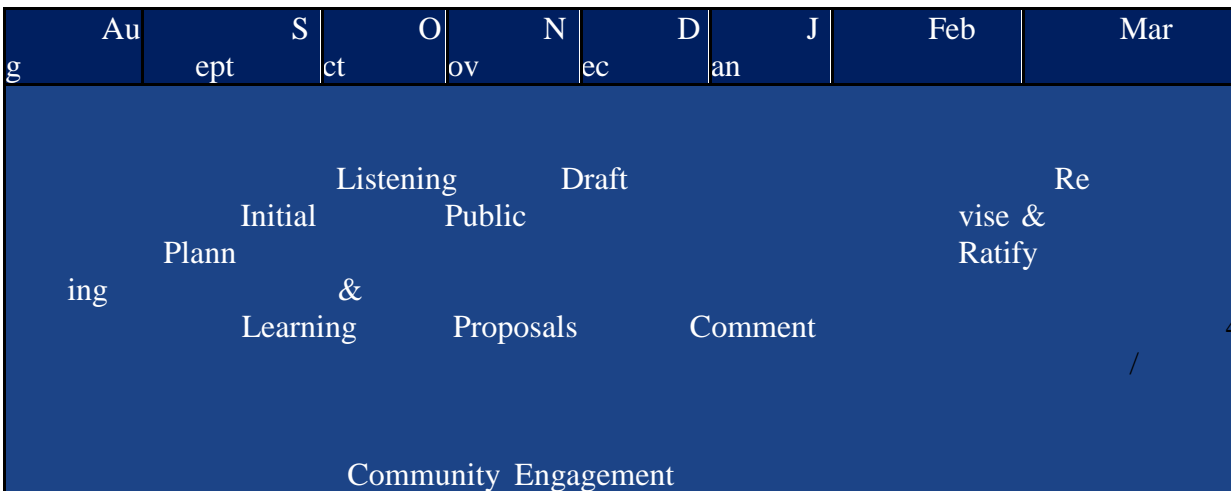 Au S O N D J Feb Mar
g ept ct ov ec an
Listening Draft Re
Initial Public vise &
Plann Ratify
ing &
Learning Proposals Comment
/
Community Engagement